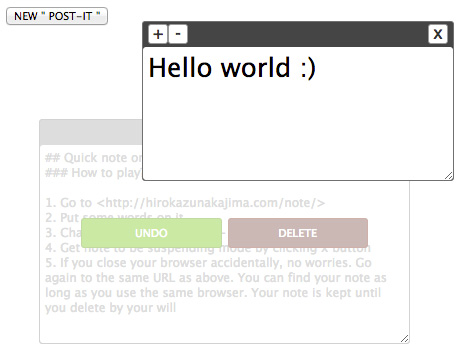 NEW " POST-IT "
+ - X
Hello world :)
## Quick note on
### How to play
1. Go to <http://hirokazunakajima.com/note/>
2. Put some words on it
3. Cha
UNDO
DELETE
4. Get note to be suspending mode by clicking X button
5. If you close your browser accidentally, no worries. Go
again to the same URL as above. You can find your note as
long as you use the same browser. Your note is kept until
you delete by your will